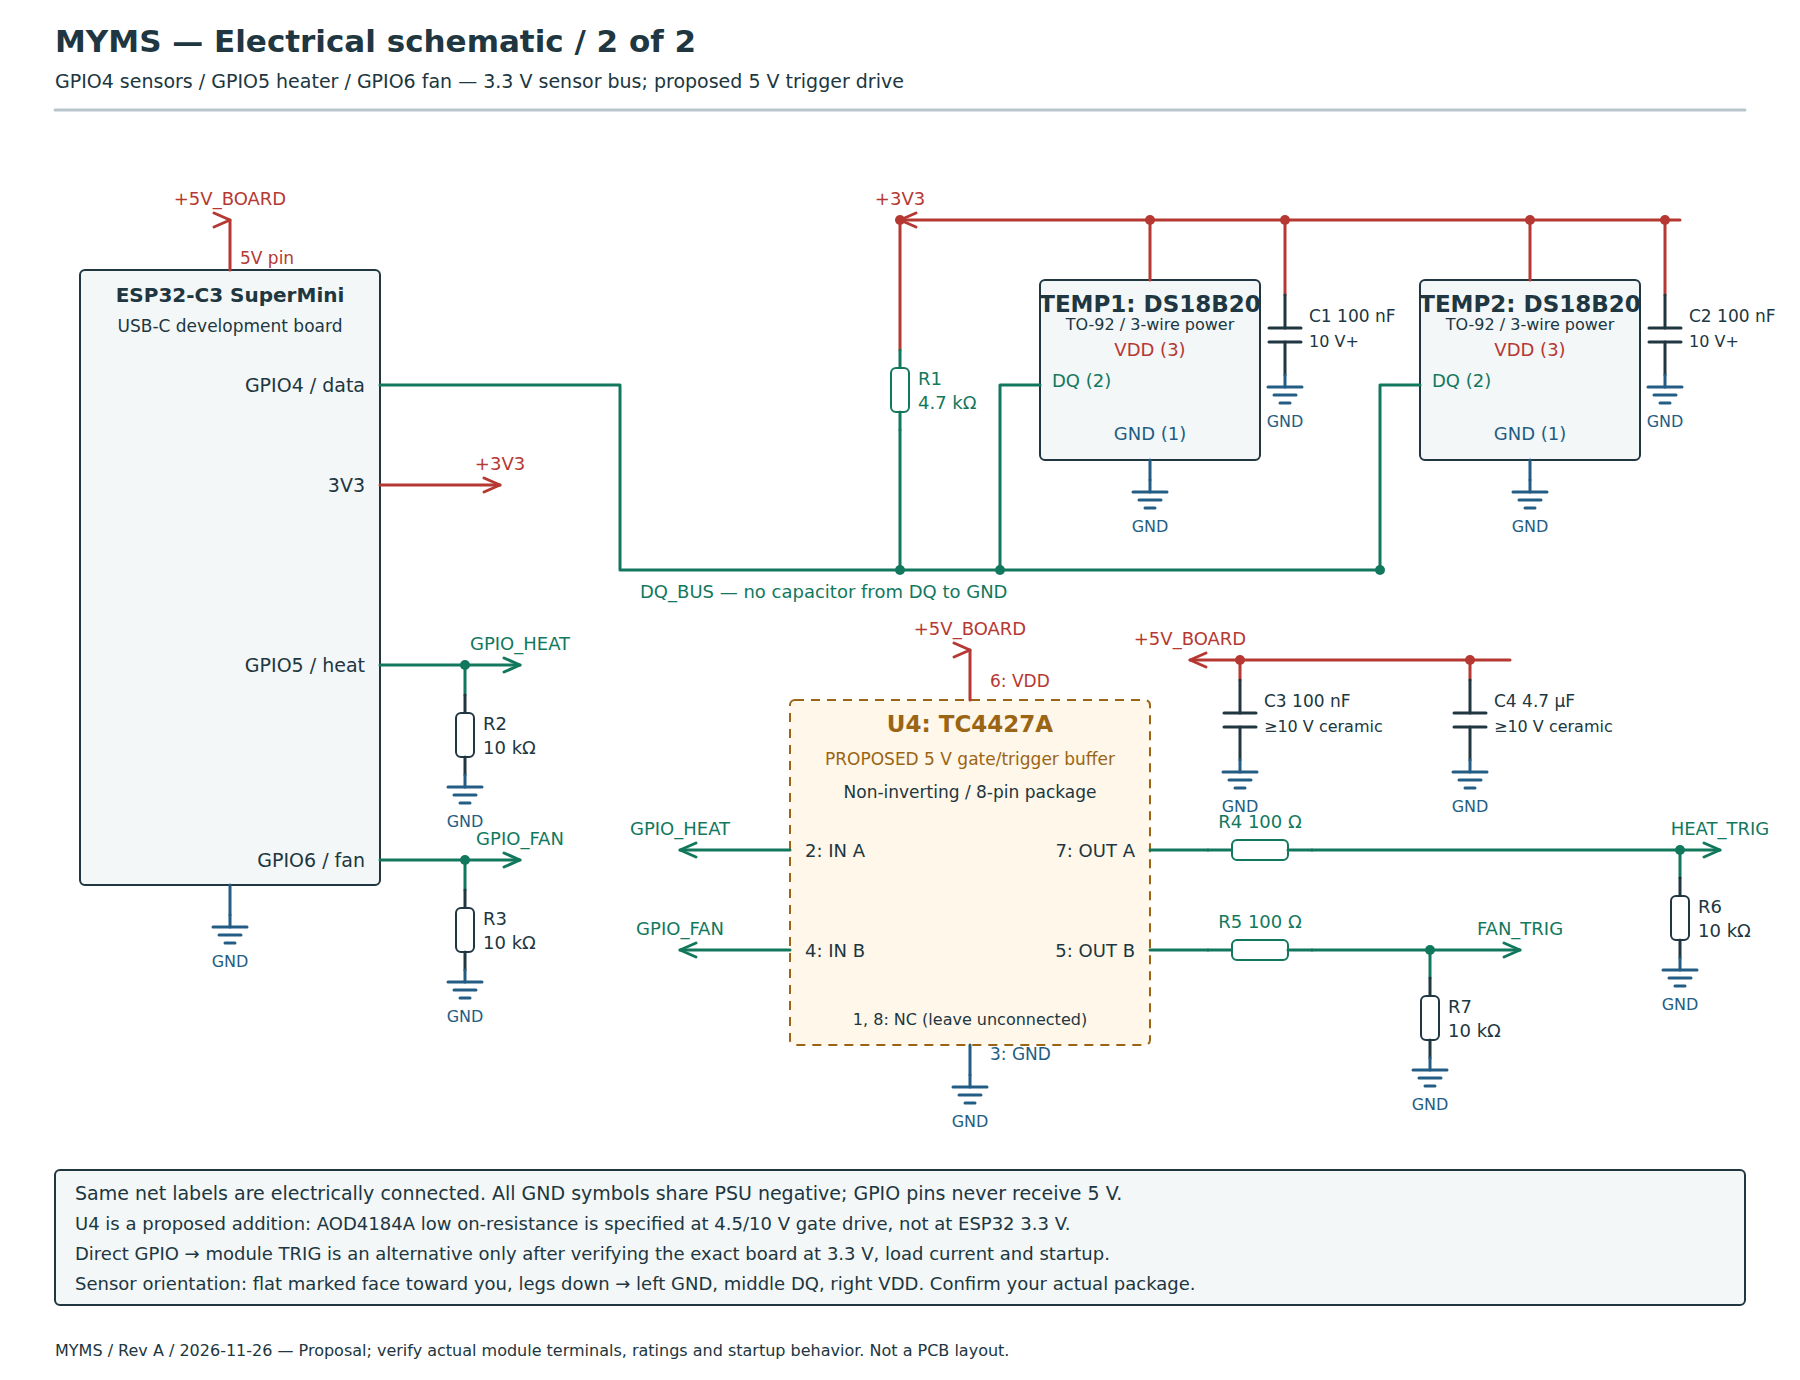 MYMS — Electrical schematic / 2 of 2
GPIO4 sensors / GPIO5 heater / GPIO6 fan — 3.3 V sensor bus; proposed 5 V trigger drive
+5V_BOARD
5V pin
ESP32-C3 SuperMini
USB-C development board
GPIO4 / data
3V3
+3V3
GPIO5 / heat
GPIO_HEAT
R2
10 kΩ
GND
GPIO6 / fan
GPIO_FAN
R3
10 kΩ
GND
GND
+3V3
R1
4.7 kΩ
TEMP1: DS18B20
TO-92 / 3-wire power
VDD (3)
DQ (2)
GND (1)
GND
C1 100 nF
10 V+
GND
TEMP2: DS18B20
TO-92 / 3-wire power
VDD (3)
DQ (2)
GND (1)
GND
C2 100 nF
10 V+
GND
DQ_BUS — no capacitor from DQ to GND
+5V_BOARD
6: VDD
U4: TC4427A
PROPOSED 5 V gate/trigger buffer
Non-inverting / 8-pin package
GPIO_HEAT
2: IN A
7: OUT A
GPIO_FAN
4: IN B
5: OUT B
1, 8: NC (leave unconnected)
3: GND
GND
+5V_BOARD
C3 100 nF
≥10 V ceramic
GND
C4 4.7 µF
≥10 V ceramic
GND
R4 100 Ω
HEAT_TRIG
R6
10 kΩ
GND
R5 100 Ω
FAN_TRIG
R7
10 kΩ
GND
Same net labels are electrically connected. All GND symbols share PSU negative; GPIO pins never receive 5 V.
U4 is a proposed addition: AOD4184A low on-resistance is specified at 4.5/10 V gate drive, not at ESP32 3.3 V.
Direct GPIO → module TRIG is an alternative only after verifying the exact board at 3.3 V, load current and startup.
Sensor orientation: flat marked face toward you, legs down → left GND, middle DQ, right VDD. Confirm your actual package.
MYMS / Rev A / 2026-11-26 — Proposal; verify actual module terminals, ratings and startup behavior. Not a PCB layout.